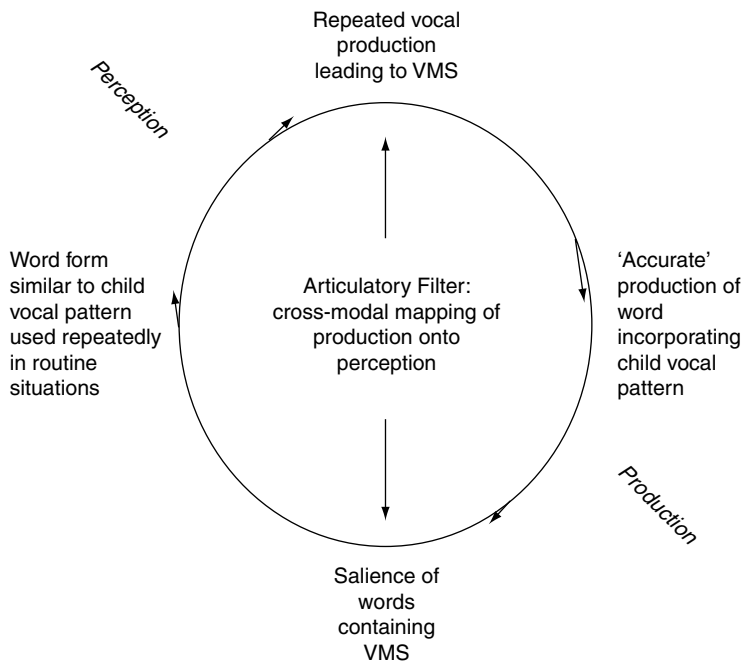 Repeated vocal
production
leading to VMS
Perception
Word form
similar to child
vocal pattern
used repeatedly
in routine
situations
Articulatory Filter:
cross-modal mapping of
production onto
perception
‘Accurate’
production of
word
incorporating
child vocal
pattern
Production
Salience of
words
containing
VMS